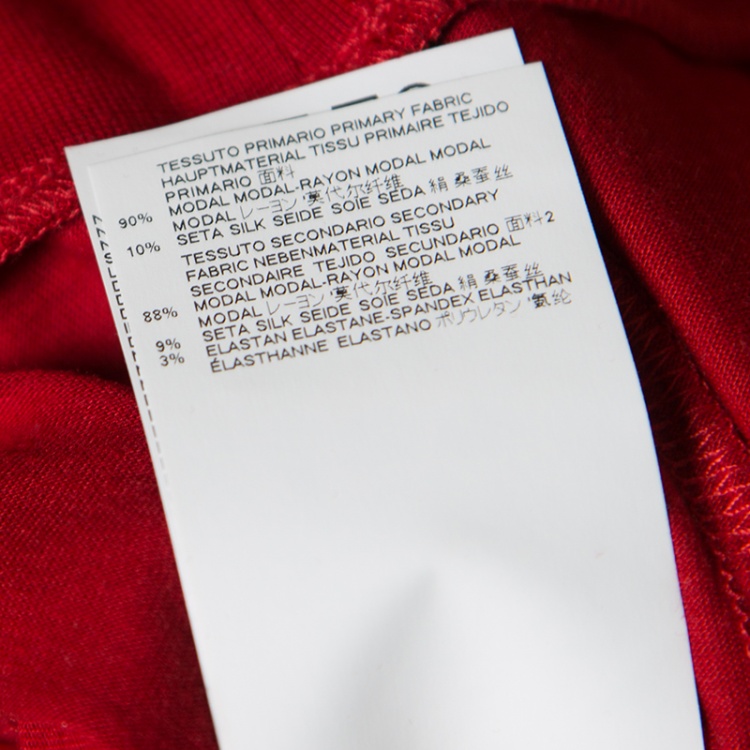 TESSUTO PRIMARIO PRIMARY FABRIC
HAUPTMATERIAL TISSU PRIMAIRE TEJIDO
PRIMARIO 面料
90% MODAL MODAL-RAYON MODAL MODAL
MODAL レーヨン 莫代尔纤维
10% SETA SILK SEIDE SOIE SEDA 絹 桑蚕丝
TESSUTO SECONDARIO SECONDARY
FABRIC NEBENMATERIAL TISSU
SECONDAIRE TEJIDO SECUNDARIO 面料2
88% MODAL MODAL-RAYON MODAL MODAL
MODAL レーヨン 莫代尔纤维
9% SETA SILK SEIDE SOIE SEDA 絹 桑蚕丝
3% ELASTAN ELASTANE-SPANDEX ELASTHAN
ÉLASTHANNE ELASTANO ポリウレタン 氨纶